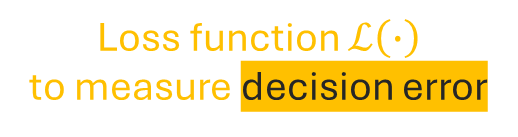 Loss function ℒ(·)
to measure decision error